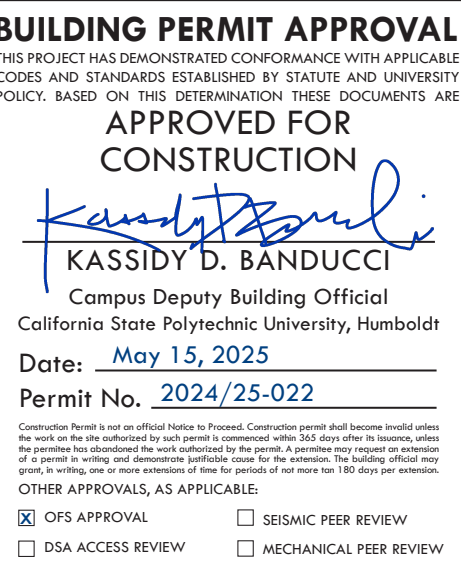 BUILDING PERMIT APPROVAL
THIS PROJECT HAS DEMONSTRATED CONFORMANCE WITH APPLICABLE
CODES AND STANDARDS ESTABLISHED BY STATUTE AND UNIVERSITY
POLICY. BASED ON THIS DETERMINATION THESE DOCUMENTS ARE
APPROVED FOR
CONSTRUCTION
Kassidy D Banducci
KASSIDY D. BANDUCCI
Campus Deputy Building Official
California State Polytechnic University, Humboldt
Date: May 15, 2025
Permit No. 2024/25-022
Construction Permit is not an official Notice to Proceed. Construction permit shall become invalid unless
the work on the site authorized by such permit is commenced within 365 days after its issuance, unless
the permitee has abandoned the work authorized by the permit. A permitee may request an extension
of a permit in writing and demonstrate justifiable cause for the extension. The building official may
grant, in writing, one or more extensions of time for periods of not more tan 180 days per extension.
OTHER APPROVALS, AS APPLICABLE:
X OFS APPROVAL
SEISMIC PEER REVIEW
DSA ACCESS REVIEW
MECHANICAL PEER REVIEW